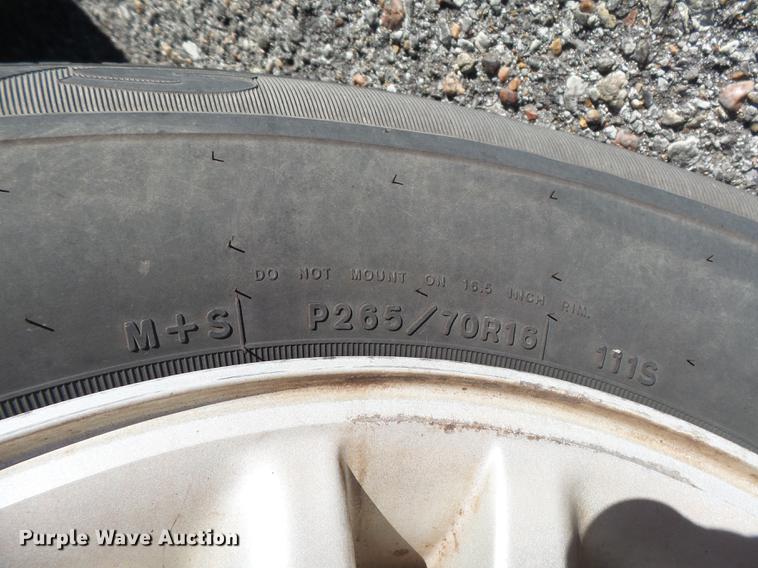 DO NOT MOUNT ON 16.5 INCH RIM.
M+S P265/70R16 111S
Purple Wave Auction